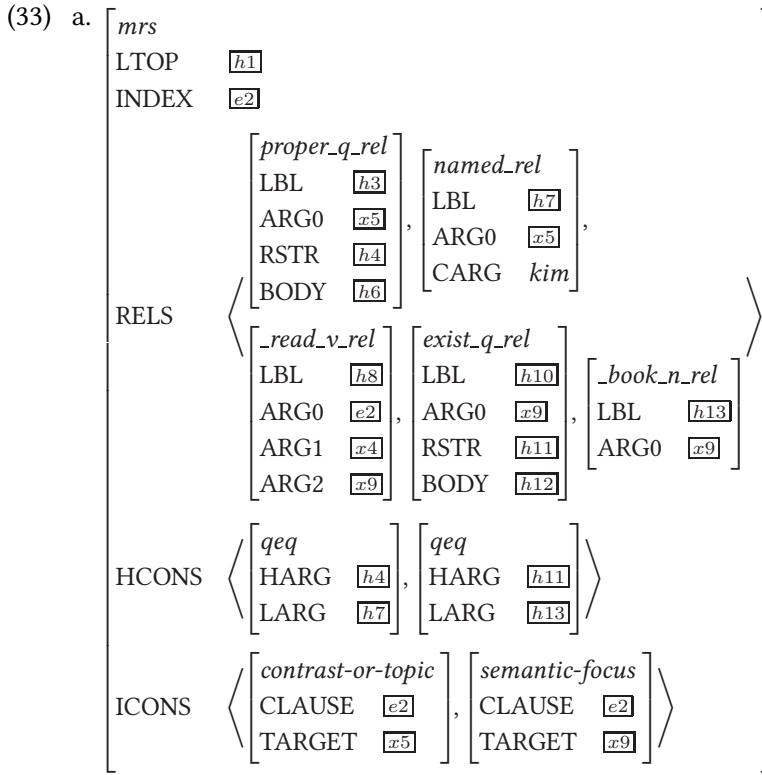 (33) a.
mrs
LTOP h1
INDEX e2
RELS
proper_q_rel
LBL h3
ARG0 x5
RSTR h4
BODY h6
,
named_rel
LBL h7
ARG0 x5
CARG kim
,
_read_v_rel
LBL h8
ARG0 e2
ARG1 x4
ARG2 x9
,
exist_q_rel
LBL h10
ARG0 x9
RSTR h11
BODY h12
,
_book_n_rel
LBL h13
ARG0 x9
HCONS
qeq
HARG h4
LARG h7
,
qeq
HARG h11
LARG h13
ICONS
contrast-or-topic
CLAUSE e2
TARGET x5
,
semantic-focus
CLAUSE e2
TARGET x9